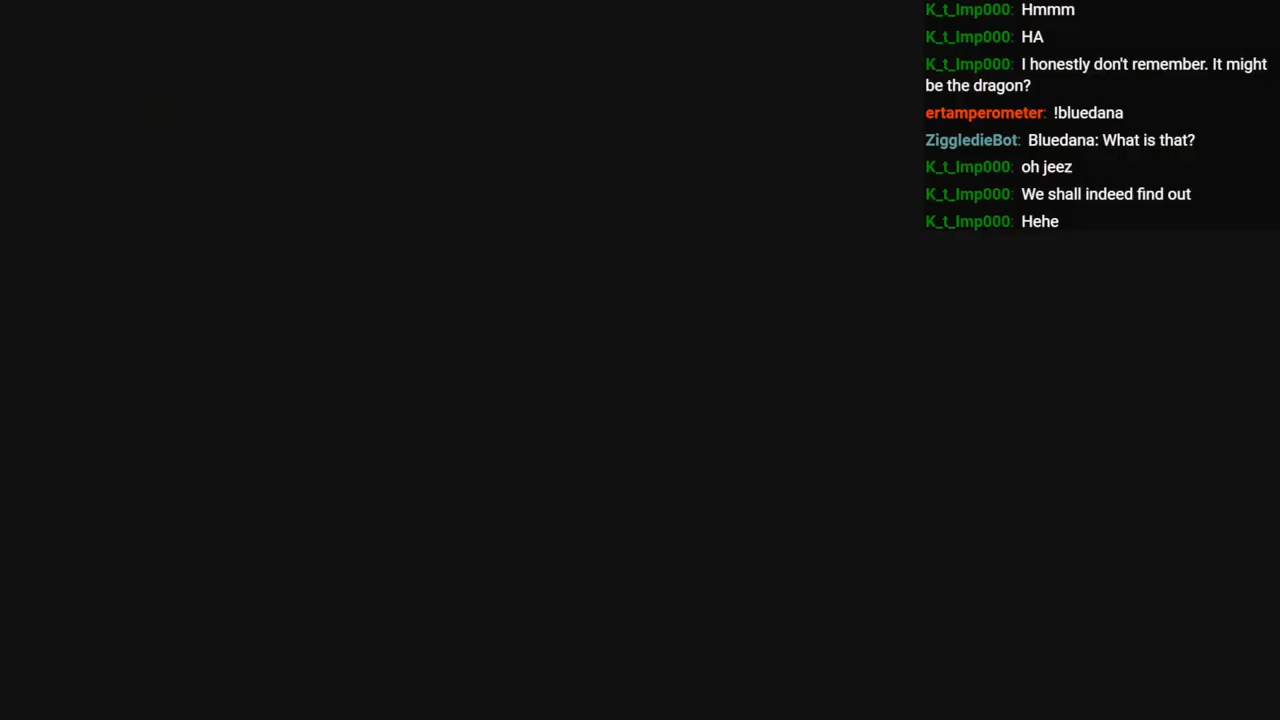 K_t_Imp000: Hmmm
K_t_Imp000: HA
K_t_Imp000: I honestly don't remember. It might
be the dragon?
ertamperometer: !bluedana
ZiggledieBot: Bluedana: What is that?
K_t_Imp000: oh jeez
K_t_Imp000: We shall indeed find out
K_t_Imp000: Hehe